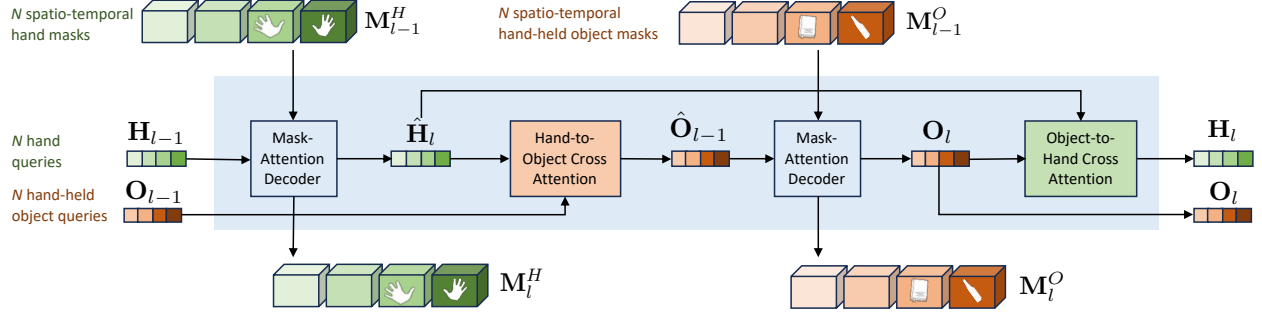 N spatio-temporal
hand masks
M^H_{l-1}
N spatio-temporal
hand-held object masks
M^O_{l-1}
N hand
queries
H_{l-1}
Mask-
Attention
Decoder
Ĥ_l
Hand-to-
Object Cross
Attention
Ô_{l-1}
Mask-
Attention
Decoder
O_l
Object-to-
Hand Cross
Attention
H_l
N hand-held
object queries
O_{l-1}
O_l
M^H_l
M^O_l